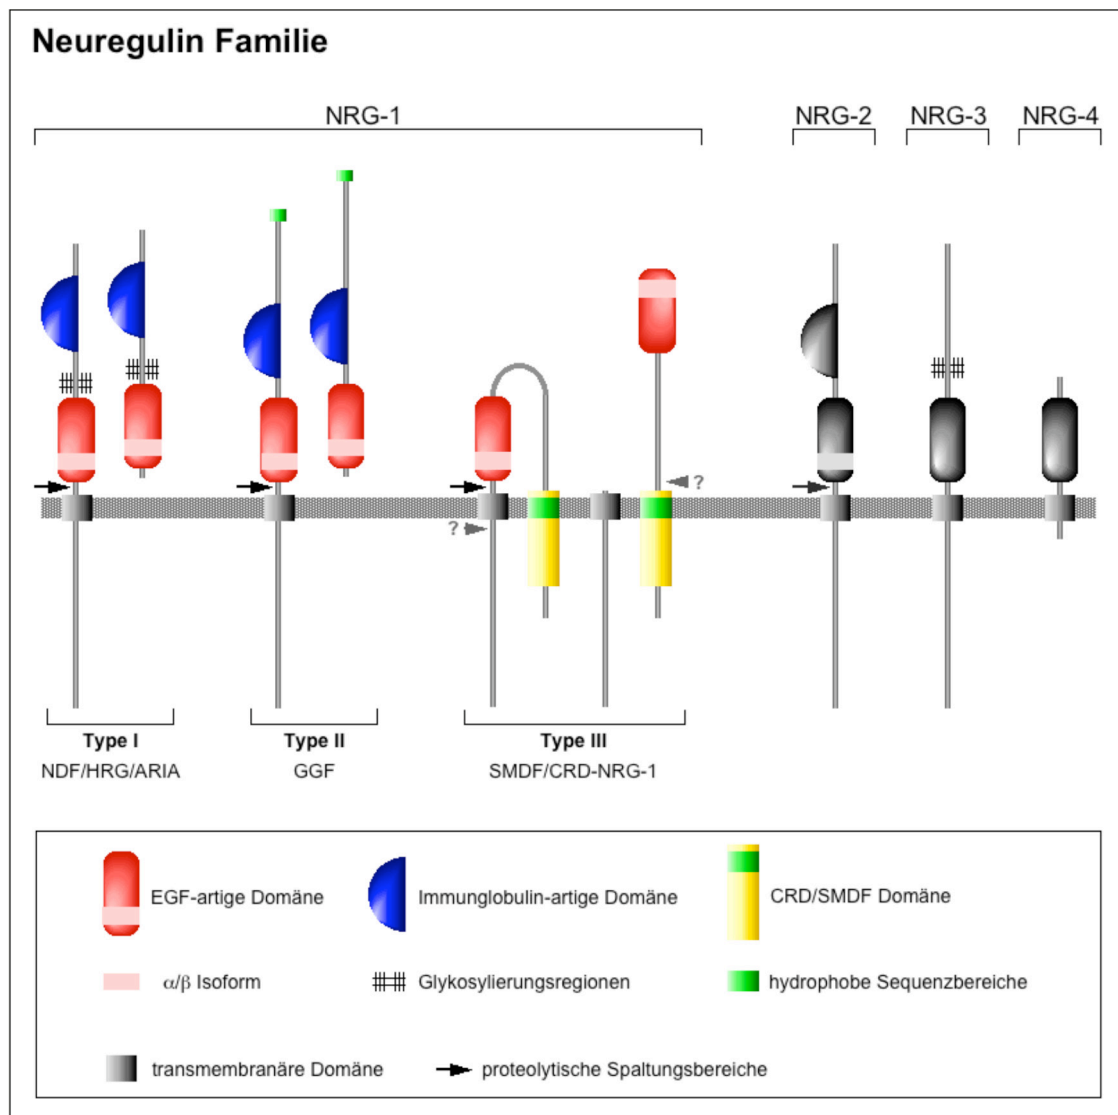 Neuregulin Familie
NRG-1
NRG-2
NRG-3
NRG-4
?
?
Type I
NDF/HRG/ARIA
Type II
GGF
Type III
SMDF/CRD-NRG-1
EGF-artige Domäne
Immunglobulin-artige Domäne
CRD/SMDF Domäne
α/β Isoform
Glykosylierungsregionen
hydrophobe Sequenzbereiche
transmembranäre Domäne
proteolytische Spaltungsbereiche